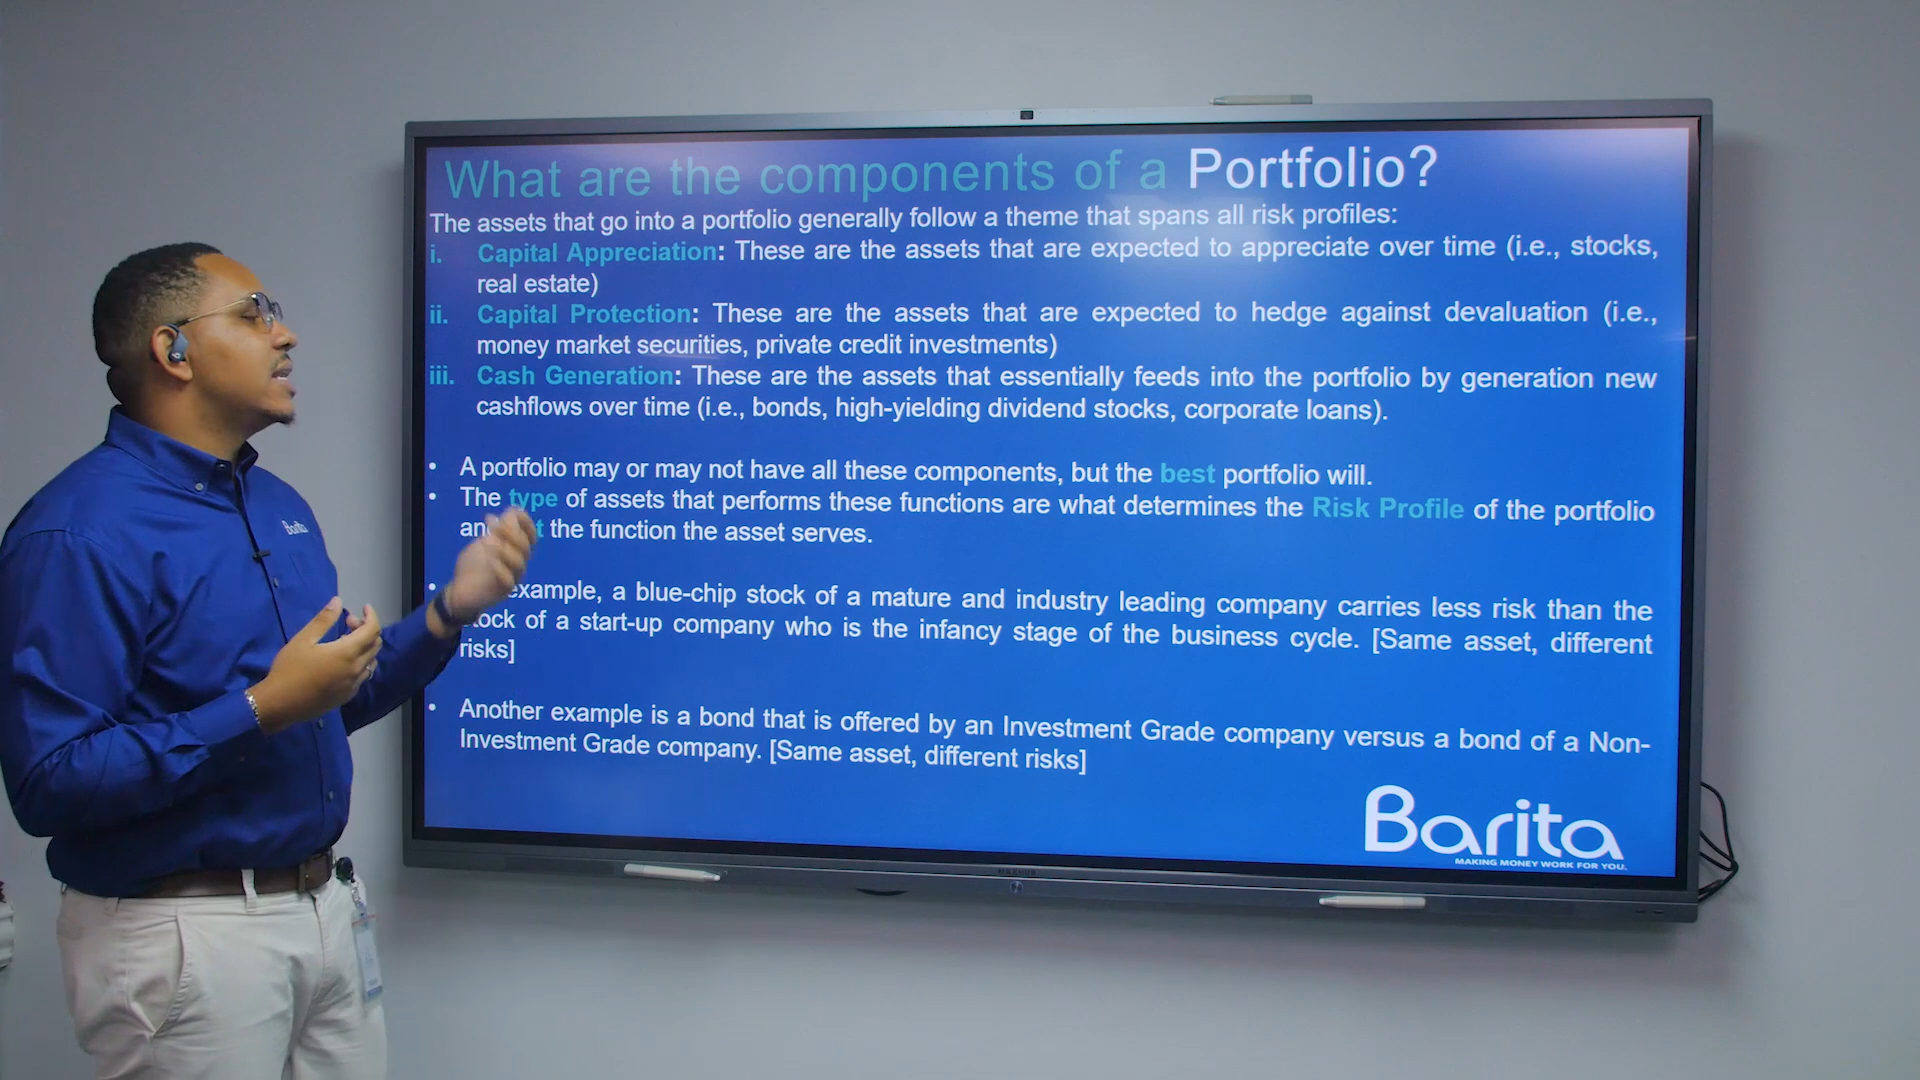 What are the components of a Portfolio?
The assets that go into a portfolio generally follow a theme that spans all risk profiles:
i. Capital Appreciation: These are the assets that are expected to appreciate over time (i.e., stocks,
real estate)
ii. Capital Protection: These are the assets that are expected to hedge against devaluation (i.e.,
money market securities, private credit investments)
iii. Cash Generation: These are the assets that essentially feeds into the portfolio by generation new
cashflows over time (i.e., bonds, high-yielding dividend stocks, corporate loans).
• A portfolio may or may not have all these components, but the best portfolio will.
• The type of assets that performs these functions are what determines the Risk Profile of the portfolio
the function the asset serves.
• example, a blue-chip stock of a mature and industry leading company carries less risk than the
stock of a start-up company who is the infancy stage of the business cycle. [Same asset, different
risks]
• Another example is a bond that is offered by an Investment Grade company versus a bond of a Non-
Investment Grade company. [Same asset, different risks]
Barita
MAKING MONEY WORK FOR YOU.
Barita
MAXHUB